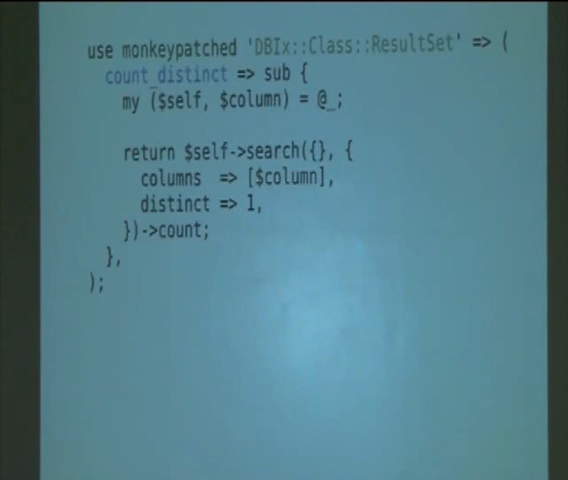 use monkeypatched 'DBIx::Class::ResultSet' => (
  count_distinct => sub {
    my ($self, $column) = @_;

    return $self->search({}, {
      columns  => [$column],
      distinct => 1,
    })->count;
  },
);